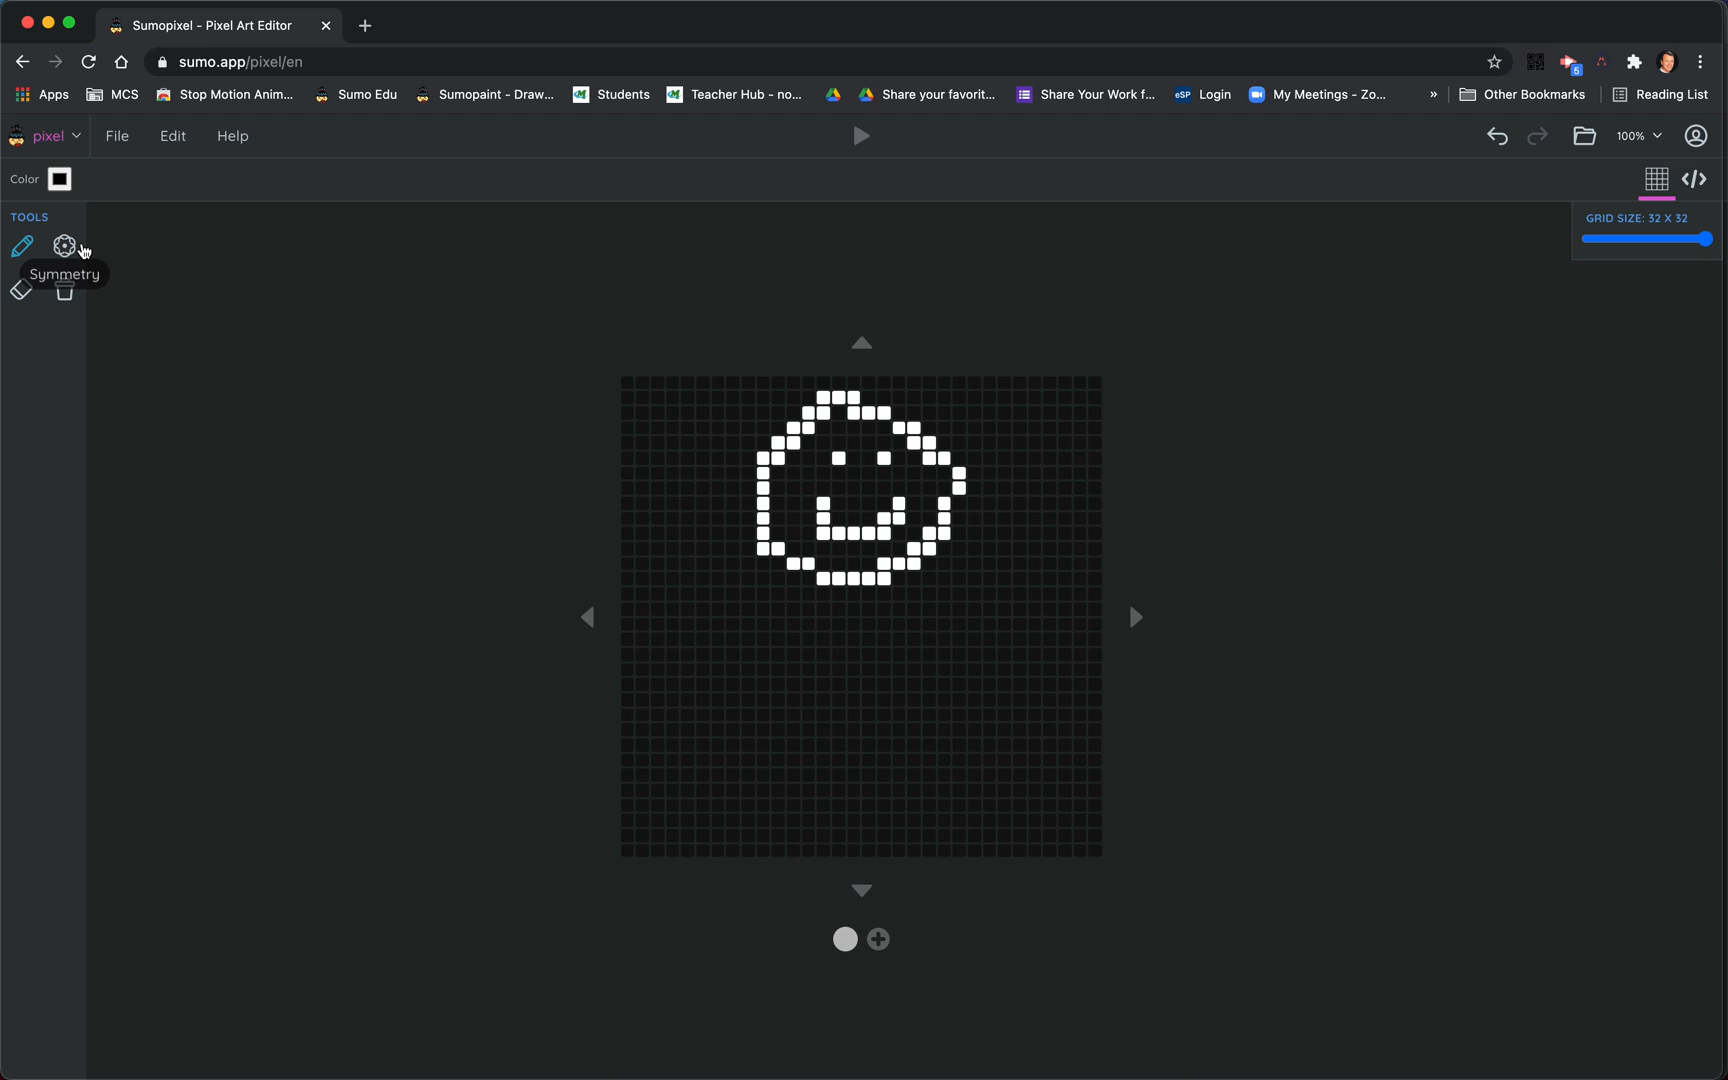 Sumopixel - Pixel Art Editor
sumo.app/pixel/en
5
Apps MCS Stop Motion Anim... Sumo Edu Sumopaint - Draw... Students Teacher Hub - no... Share your favorit... Share Your Work f... eSP Login My Meetings - Zo... » Other Bookmarks Reading List
pixel File Edit Help 100%
Color
TOOLS GRID SIZE: 32 X 32
Symmetry